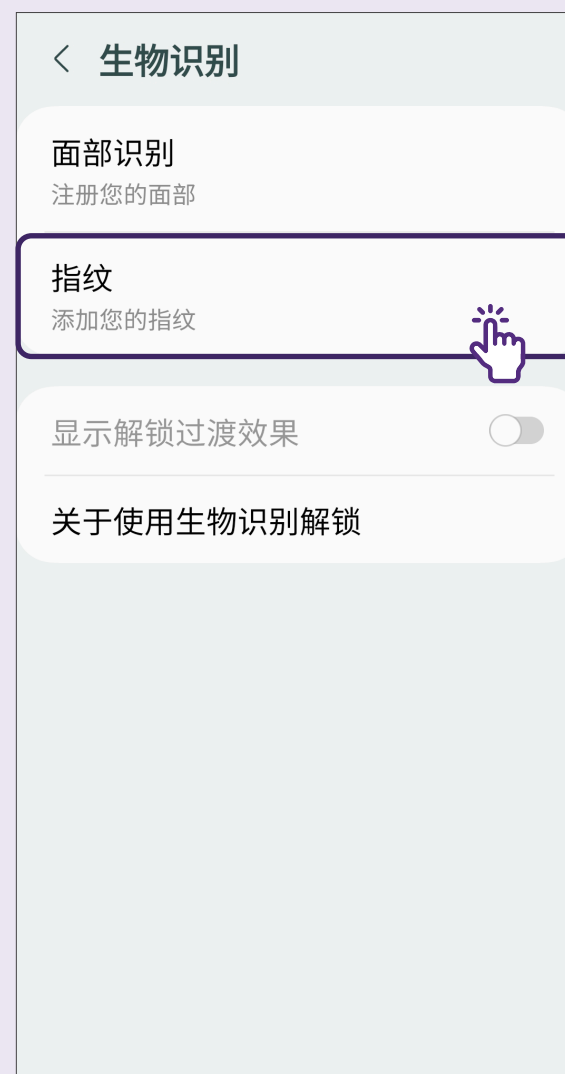 生物识别
面部识别
注册您的面部
指纹
添加您的指纹
显示解锁过渡效果
关于使用生物识别解锁